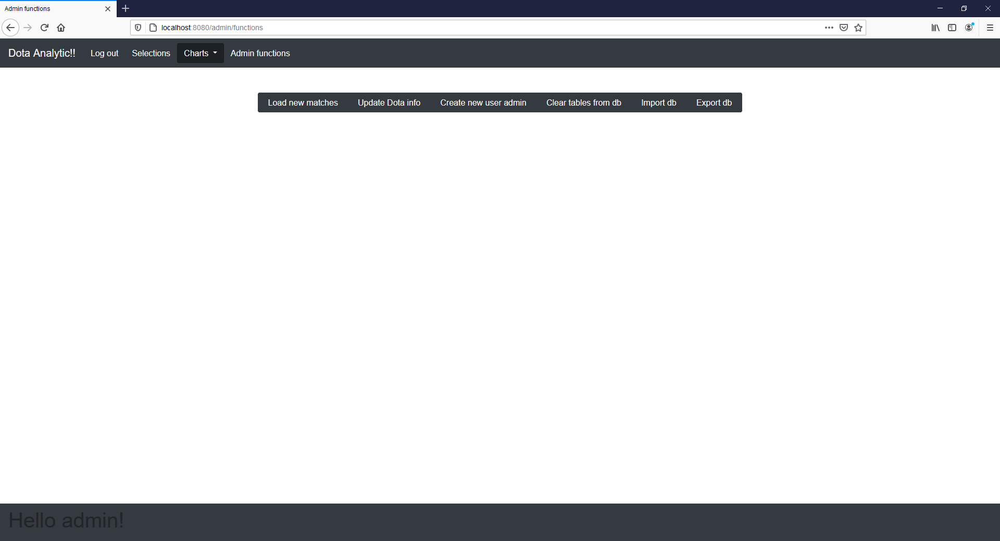 Admin functions
localhost:8080/admin/functions
Dota Analytic!! Log out Selections Charts Admin functions
Load new matches Update Dota info Create new user admin Clear tables from db Import db Export db
Hello admin!